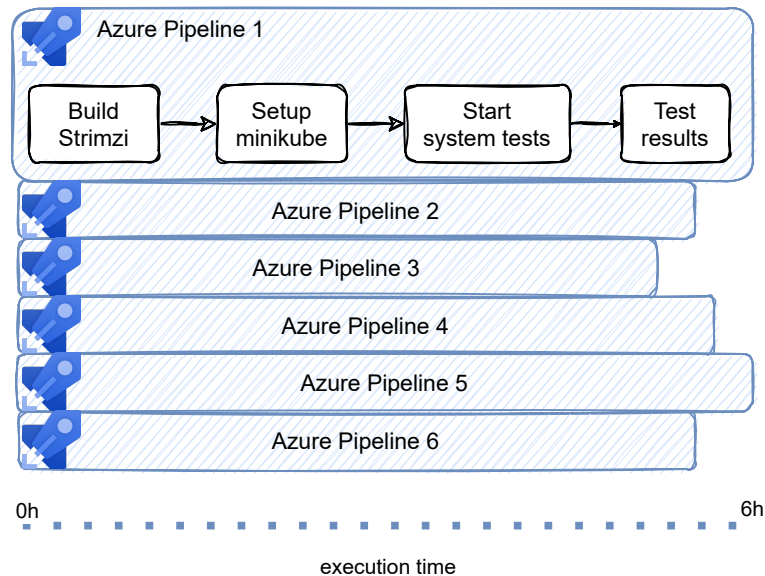 Azure Pipeline 1
Build
Strimzi
Setup
minikube
Start
system tests
Test
results
Azure Pipeline 2
Azure Pipeline 3
Azure Pipeline 4
Azure Pipeline 5
Azure Pipeline 6
0h
6h
execution time